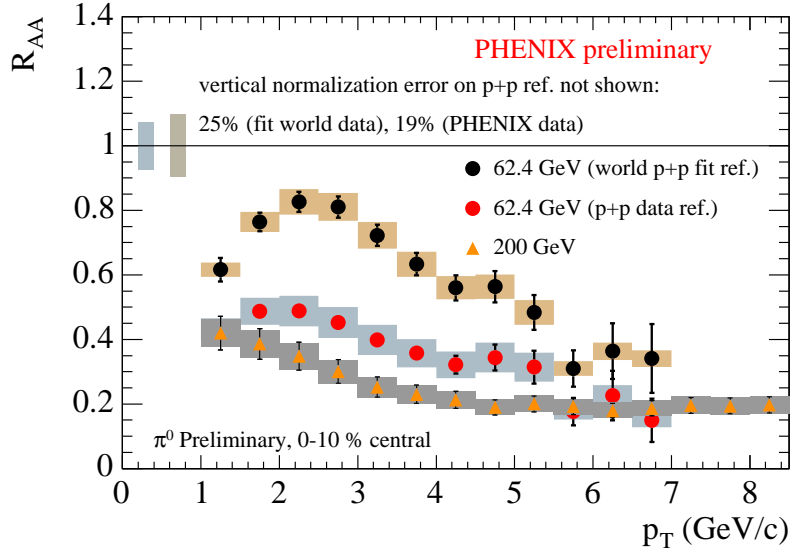 R_AA
1.4
1.2
1
0.8
0.6
0.4
0.2
0
PHENIX preliminary
vertical normalization error on p+p ref. not shown:
25% (fit world data), 19% (PHENIX data)
62.4 GeV (world p+p fit ref.)
62.4 GeV (p+p data ref.)
200 GeV
π⁰ Preliminary, 0-10 % central
0 1 2 3 4 5 6 7 8
p_T (GeV/c)